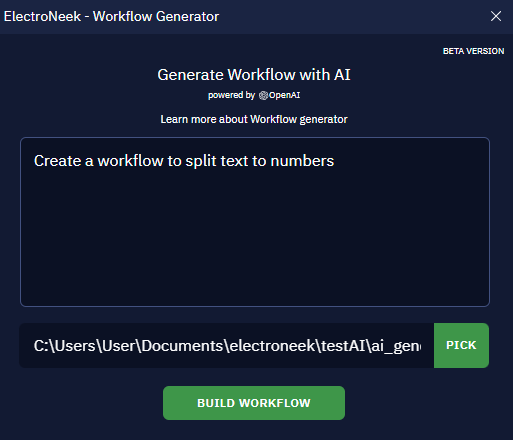 ElectroNeek - Workflow Generator
BETA VERSION
Generate Workflow with AI
powered by OpenAI
Learn more about Workflow generator
Create a workflow to split text to numbers
C:\Users\User\Documents\electroneek\testAI\ai_gen
PICK
BUILD WORKFLOW